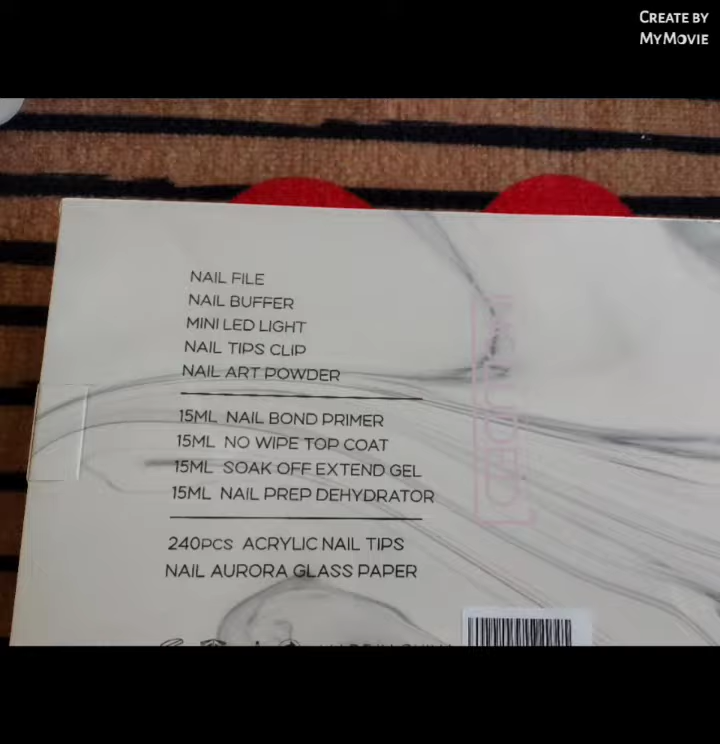 CREATE BY
MYMOVIE
NAIL FILE
NAIL BUFFER
MINI LED LIGHT
NAIL TIPS CLIP
NAIL ART POWDER
15ML NAIL BOND PRIMER
15ML NO WIPE TOP COAT
15ML SOAK OFF EXTEND GEL
15ML NAIL PREP DEHYDRATOR
240PCS ACRYLIC NAIL TIPS
NAIL AURORA GLASS PAPER
INCLUDED